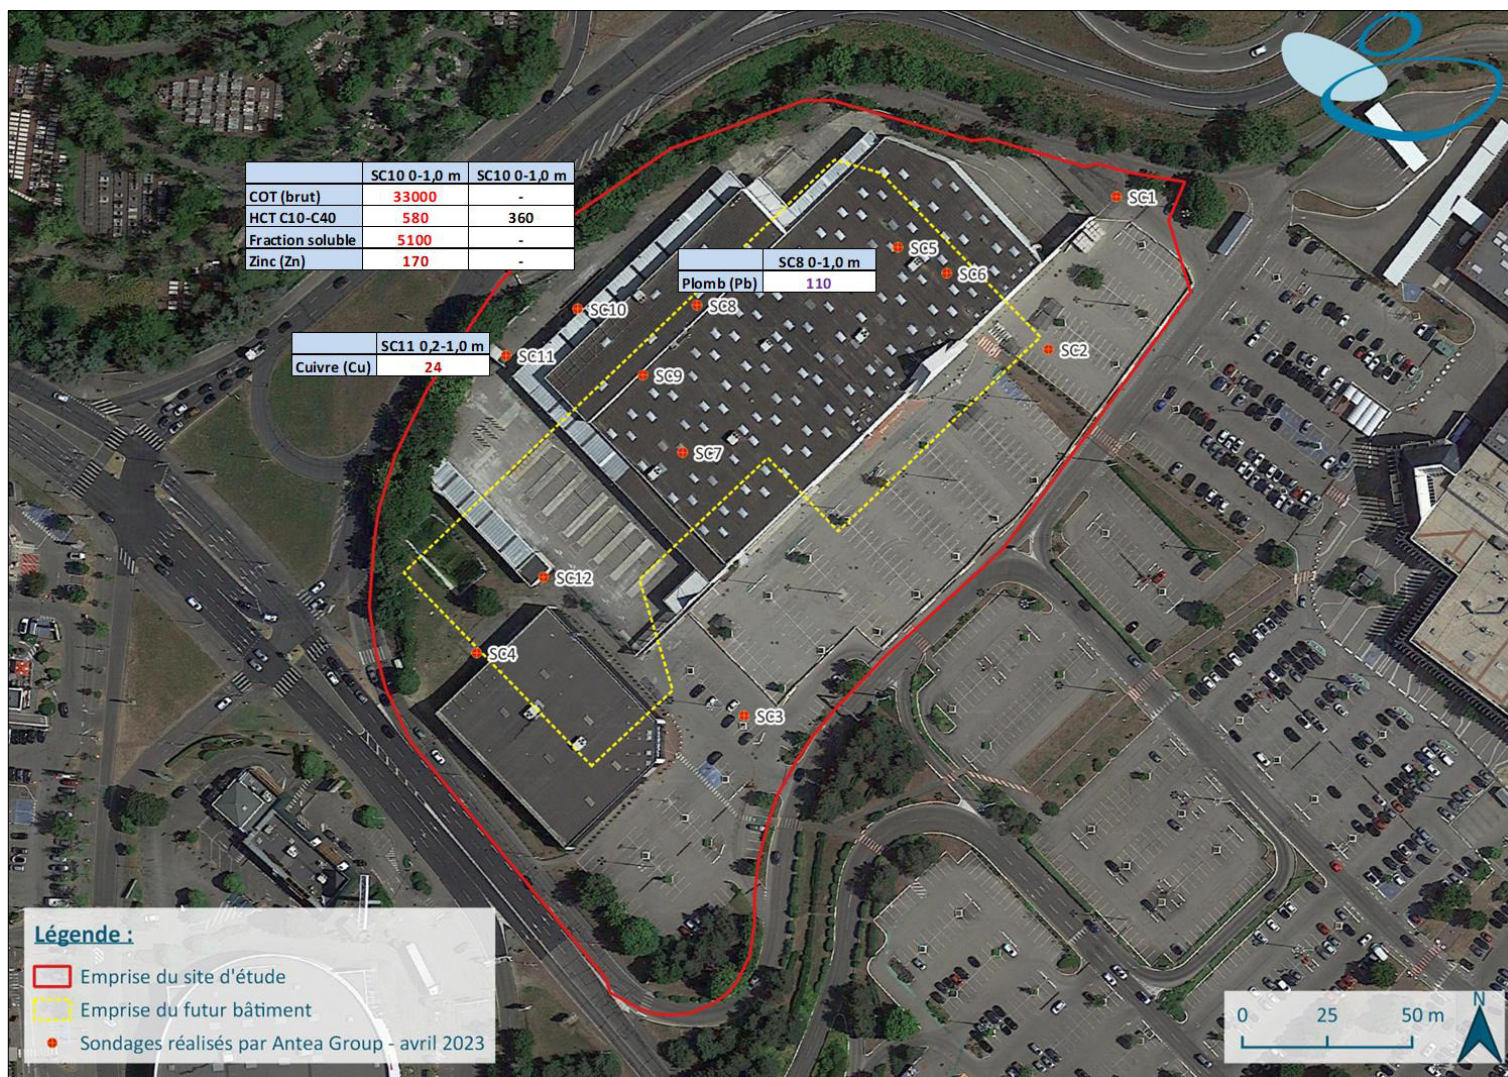 SC10 0-1,0 m SC10 0-1,0 m
COT (brut) 33000 -
HCT C10-C40 580 360
Fraction soluble 5100 -
Zinc (Zn) 170 -
SC1
SC5
SC8 0-1,0 m
Plomb (Pb) 110
SC6
SC10
SC8
SC11 0,2-1,0 m
Cuivre (Cu) 24
SC11
SC2
SC9
SC7
SC12
SC4
SC3
Légende :
Emprise du site d'étude
Emprise du futur bâtiment
Sondages réalisés par Antea Group - avril 2023
N
0 25 50 m